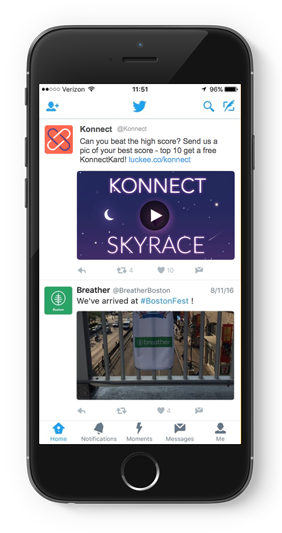 Verizon 11:51 96%
Konnect @Konnect
Can you beat the high score? Send us a
pic of your best score - top 10 get a free
KonnectKard! luckee.co/konnect
KONNECT
SKYRACE
4 10
Breather @BreatherBoston 8/11/16
We've arrived at #BostonFest !
Boston
breather
4
Home Notifications Moments Messages Me